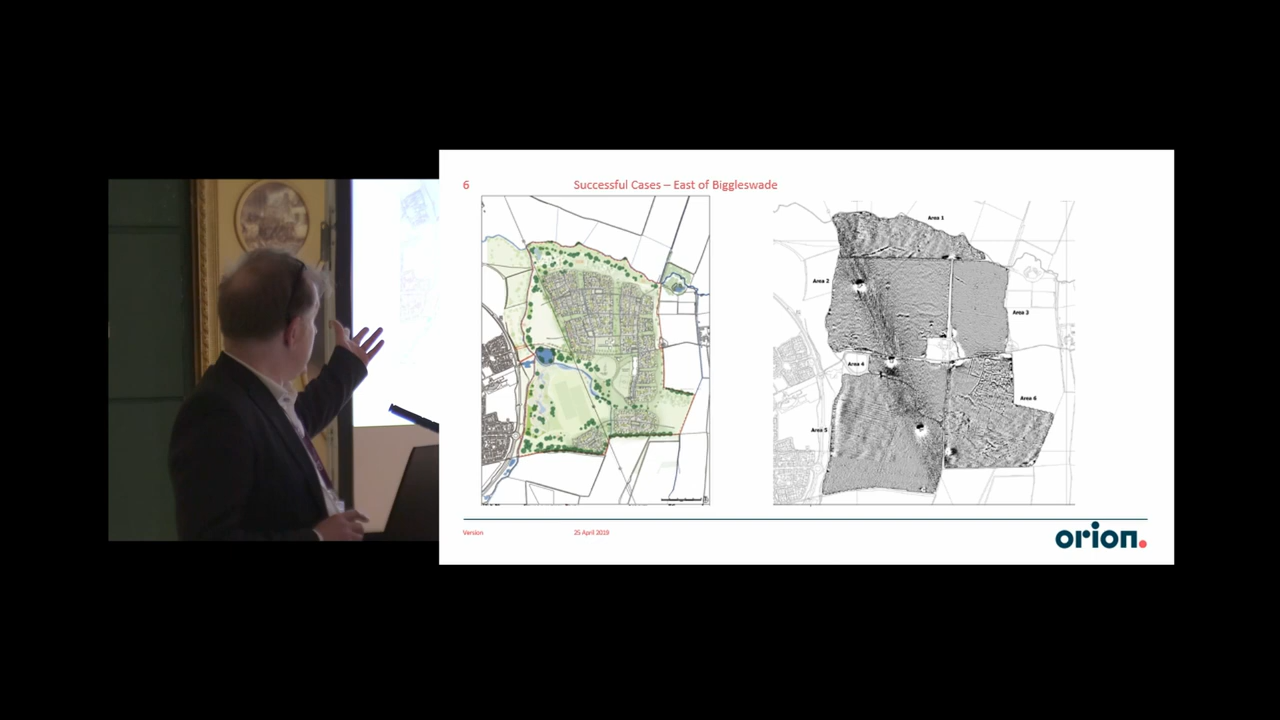 6
Successful Cases – East of Biggleswade
Area 1
Area 2
Area 3
Area 4
Area 6
Area 5
Version
25 April 2019
orion.